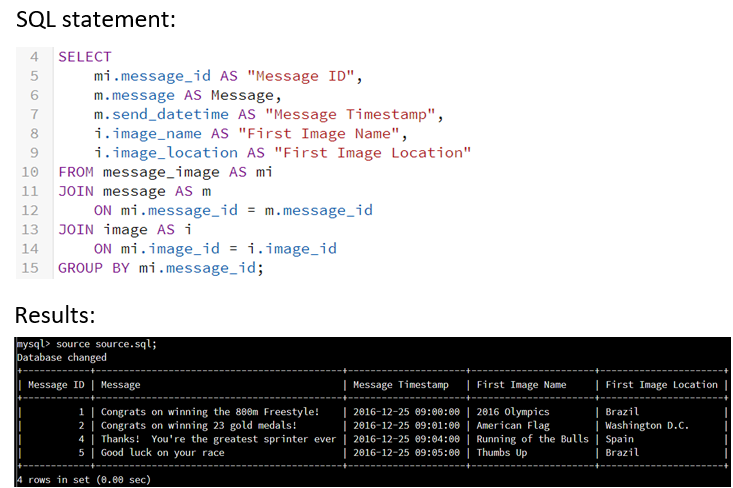 SQL statement:
4 SELECT
5 mi.message_id AS "Message ID",
6 m.message AS Message,
7 m.send_datetime AS "Message Timestamp",
8 i.image_name AS "First Image Name",
9 i.image_location AS "First Image Location"
10 FROM message_image AS mi
11 JOIN message AS m
12 ON mi.message_id = m.message_id
13 JOIN image AS i
14 ON mi.image_id = i.image_id
15 GROUP BY mi.message_id;
Results:
mysql> source source.sql;
Database changed
| Message ID | Message | Message Timestamp | First Image Name | First Image Location |
| 1 | Congrats on winning the 800m Freestyle! | 2016-12-25 09:00:00 | 2016 Olympics | Brazil |
| 2 | Congrats on winning 23 gold medals! | 2016-12-25 09:01:00 | American Flag | Washington D.C. |
| 4 | Thanks!  You're the greatest sprinter ever | 2016-12-25 09:04:00 | Running of the Bulls | Spain |
| 5 | Good luck on your race | 2016-12-25 09:05:00 | Thumbs Up | Brazil |
4 rows in set (0.00 sec)